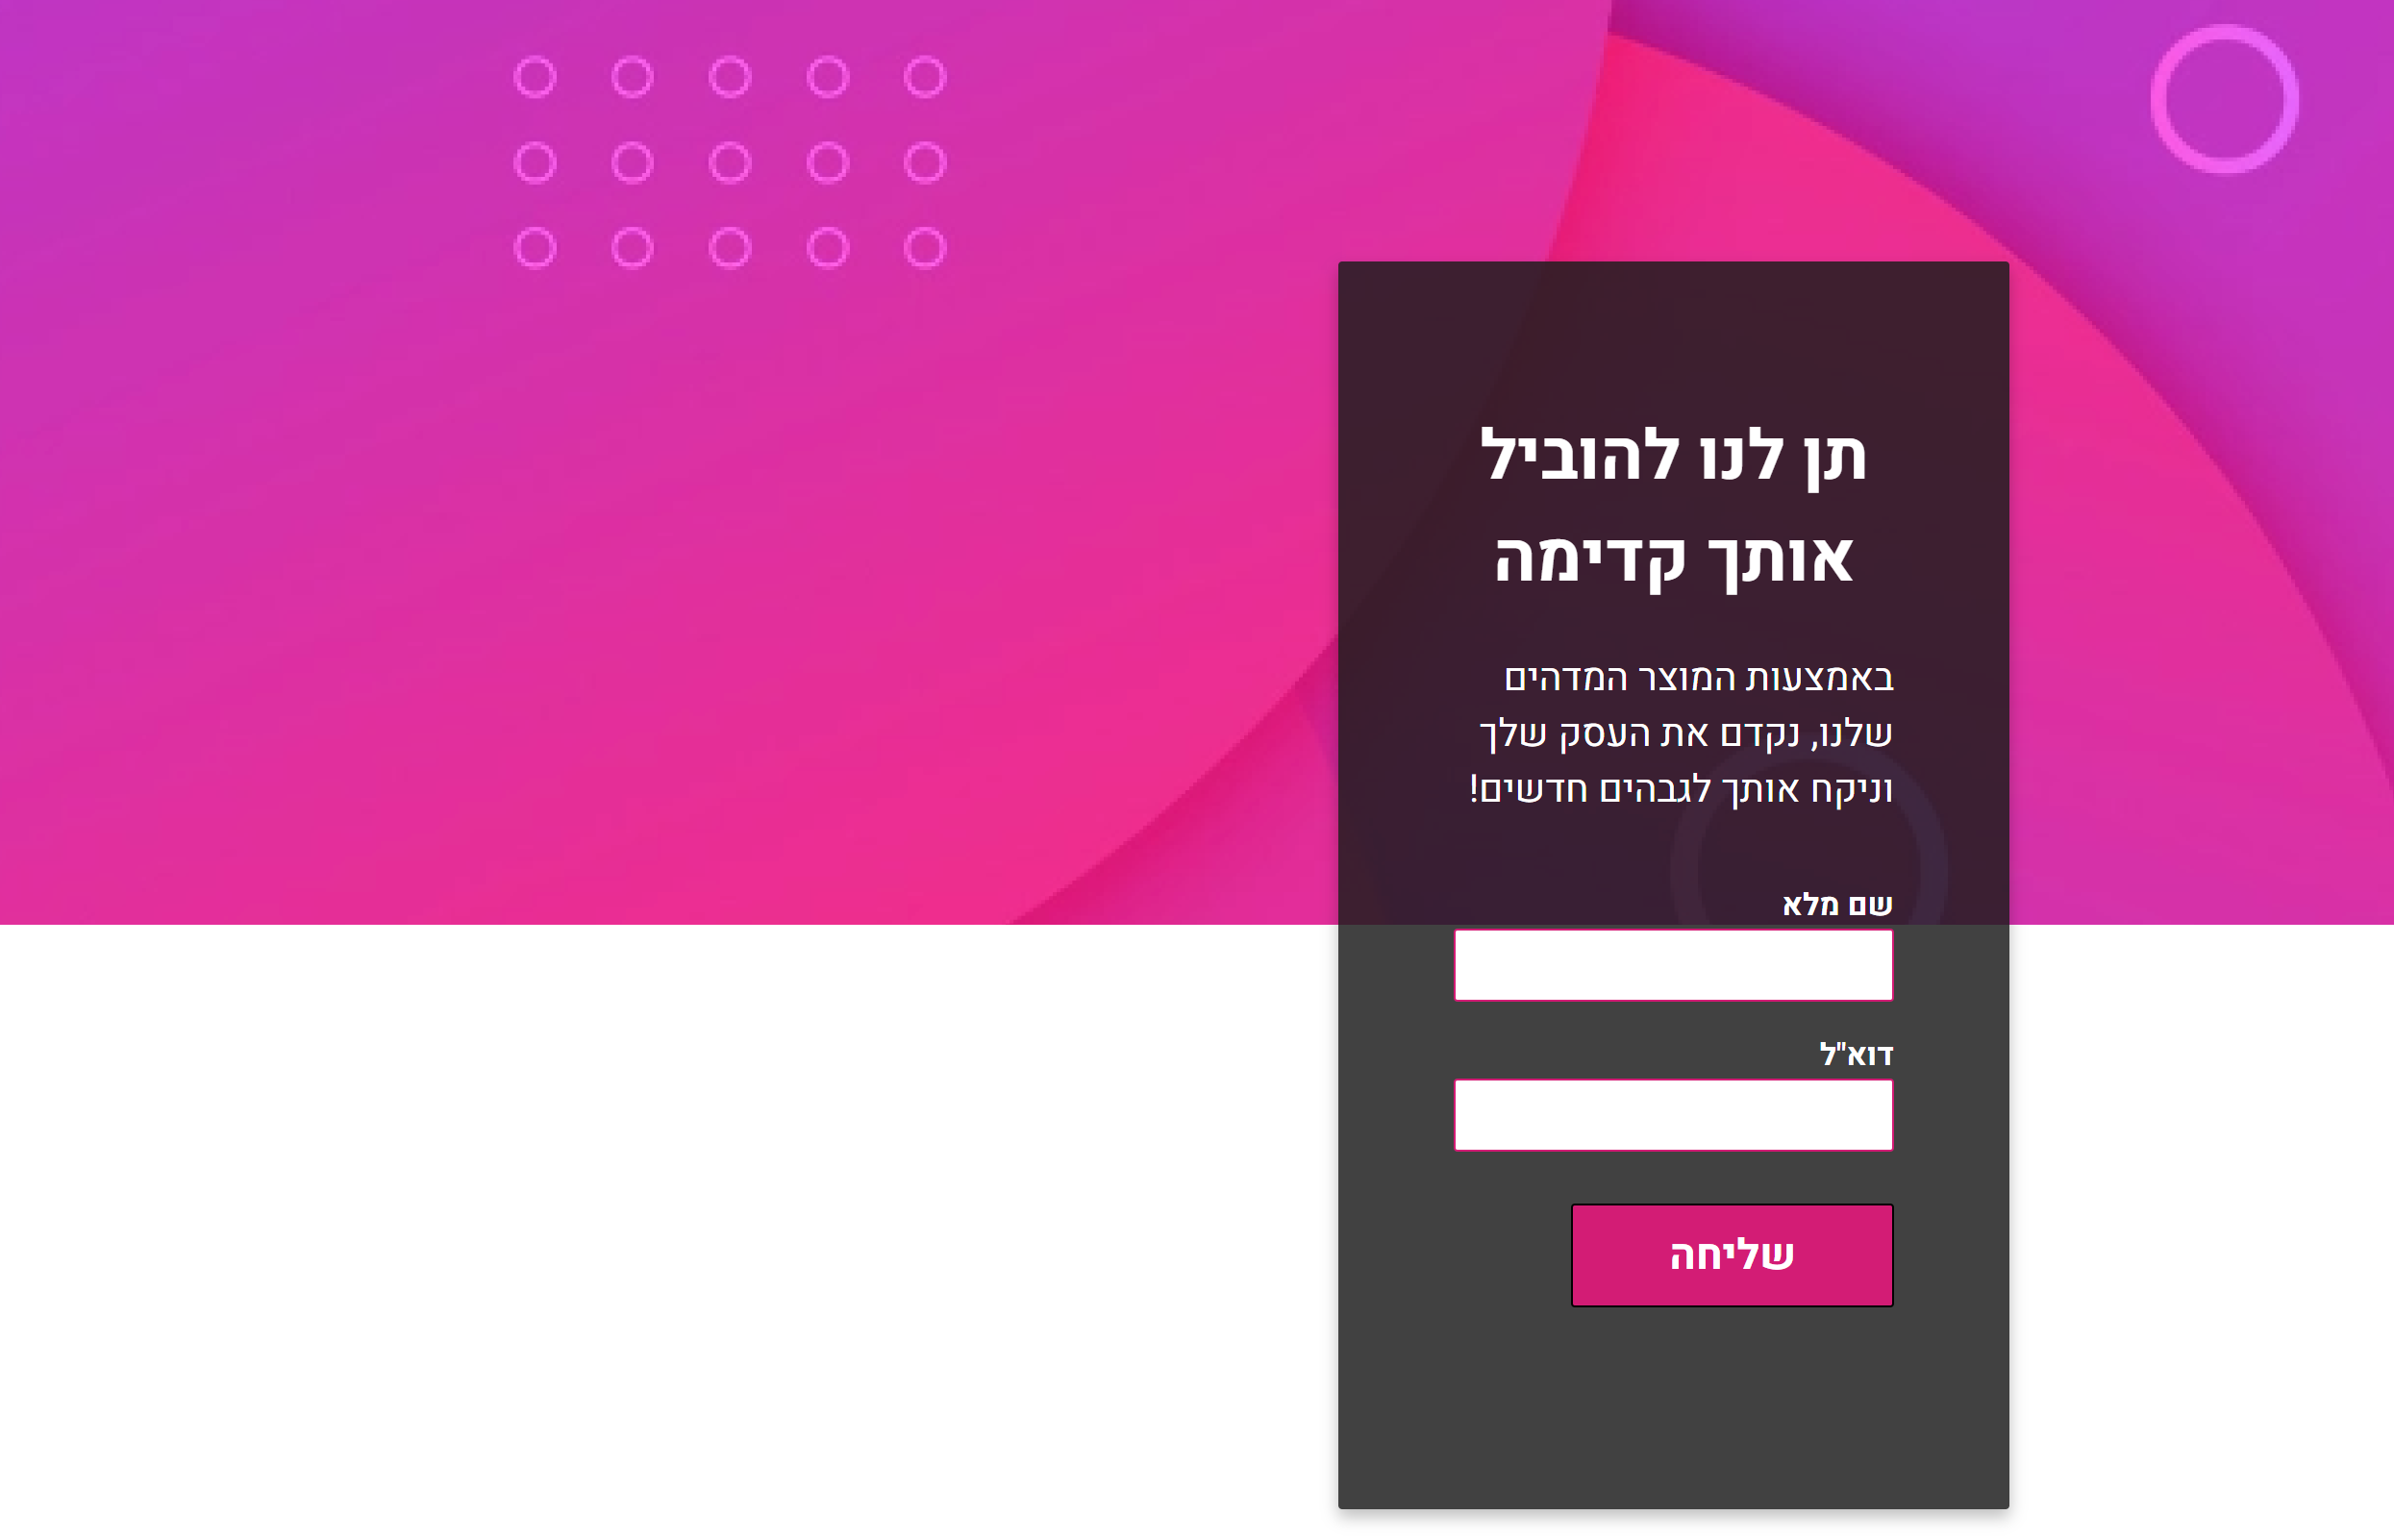 תן לנו להוביל
אותך קדימה
באמצעות המוצר המדהים
שלנו, נקדם את העסק שלך
וניקח אותך לגבהים חדשים!
שם מלא
דוא"ל
שליחה